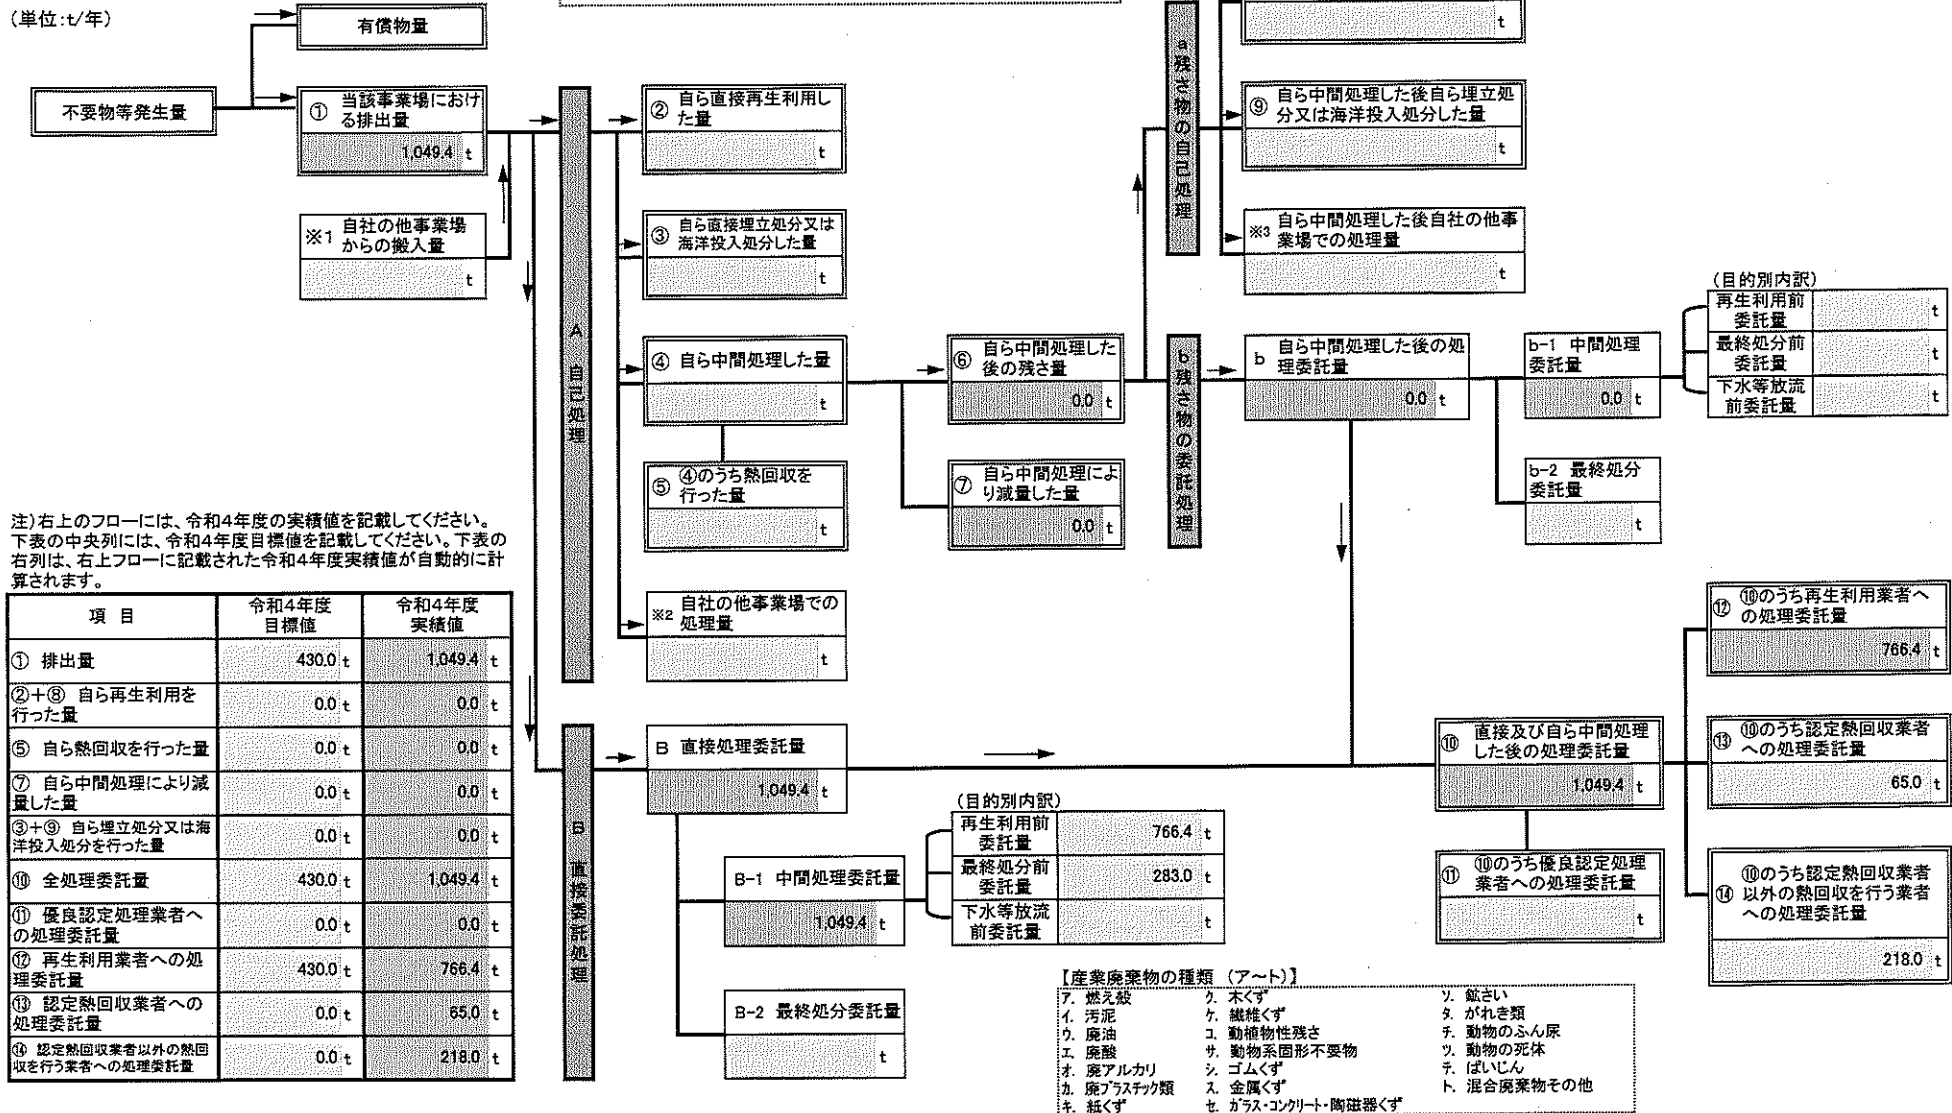 (単位:t/年)
有償物量
不要物等発生量
① 当該事業場におけ
る排出量
1,049.4 t
※1 自社の他事業場
からの搬入量
t
A 自己処理
② 自ら直接再生利用し
た量
t
③ 自ら直接埋立処分又は
海洋投入処分した量
t
④ 自ら中間処理した量
t
⑤ ④のうち熱回収を
行った量
t
※2 自社の他事業場での
処理量
t
⑥ 自ら中間処理した
後の残さ量
0.0 t
⑦ 自ら中間処理によ
り減量した量
0.0 t
a 残さ物の自己処理
t
⑨ 自ら中間処理した後自ら埋立処
分又は海洋投入処分した量
t
※3 自ら中間処理した後自社の他事
業場での処理量
t
b 残さ物の委託処理
b 自ら中間処理した後の処
理委託量
0.0 t
b-1 中間処理
委託量
0.0 t
b-2 最終処分
委託量
t
(目的別内訳)
再生利用前
委託量
t
最終処分前
委託量
t
下水等放流
前委託量
t
注)右上のフローには、令和4年度の実績値を記載してください。
下表の中央列には、令和4年度目標値を記載してください。下表の
右列は、右上フローに記載された令和4年度実績値が自動的に計
算されます。
項 目
令和4年度
目標値
令和4年度
実績値
① 排出量 430.0 t 1,049.4 t
②+⑧ 自ら再生利用を
行った量 0.0 t 0.0 t
⑤ 自ら熱回収を行った量 0.0 t 0.0 t
⑦ 自ら中間処理により減
量した量 0.0 t 0.0 t
③+⑨ 自ら埋立処分又は海
洋投入処分を行った量 0.0 t 0.0 t
⑩ 全処理委託量 430.0 t 1,049.4 t
⑪ 優良認定処理業者へ
の処理委託量 0.0 t 0.0 t
⑫ 再生利用業者への処
理委託量 430.0 t 766.4 t
⑬ 認定熱回収業者への
処理委託量 0.0 t 65.0 t
⑭ 認定熱回収業者以外の熱回
収を行う業者への処理委託量 0.0 t 218.0 t
B 直接委託処理
B 直接処理委託量
1,049.4 t
B-1 中間処理委託量
1,049.4 t
B-2 最終処分委託量
t
(目的別内訳)
再生利用前
委託量
766.4 t
最終処分前
委託量
283.0 t
下水等放流
前委託量
t
⑩ 直接及び自ら中間処理
した後の処理委託量
1,049.4 t
⑪ ⑩のうち優良認定処理
業者への処理委託量
t
⑫ ⑩のうち再生利用業者へ
の処理委託量
766.4 t
⑬ ⑩のうち認定熱回収業者
への処理委託量
65.0 t
⑭ ⑩のうち認定熱回収業者
以外の熱回収を行う業者
への処理委託量
218.0 t
【産業廃棄物の種類 (ア~ト)】
ア. 燃え殻
イ. 汚泥
ウ. 廃油
エ. 廃酸
オ. 廃アルカリ
カ. 廃プラスチック類
キ. 紙くず
ク. 木くず
ケ. 繊維くず
コ. 動植物性残さ
サ. 動物系固形不要物
シ. ゴムくず
ス. 金属くず
セ. ガラス・コンクリート・陶磁器くず
ソ. 鉱さい
タ. がれき類
チ. 動物のふん尿
ツ. 動物の死体
テ. ばいじん
ト. 混合廃棄物その他